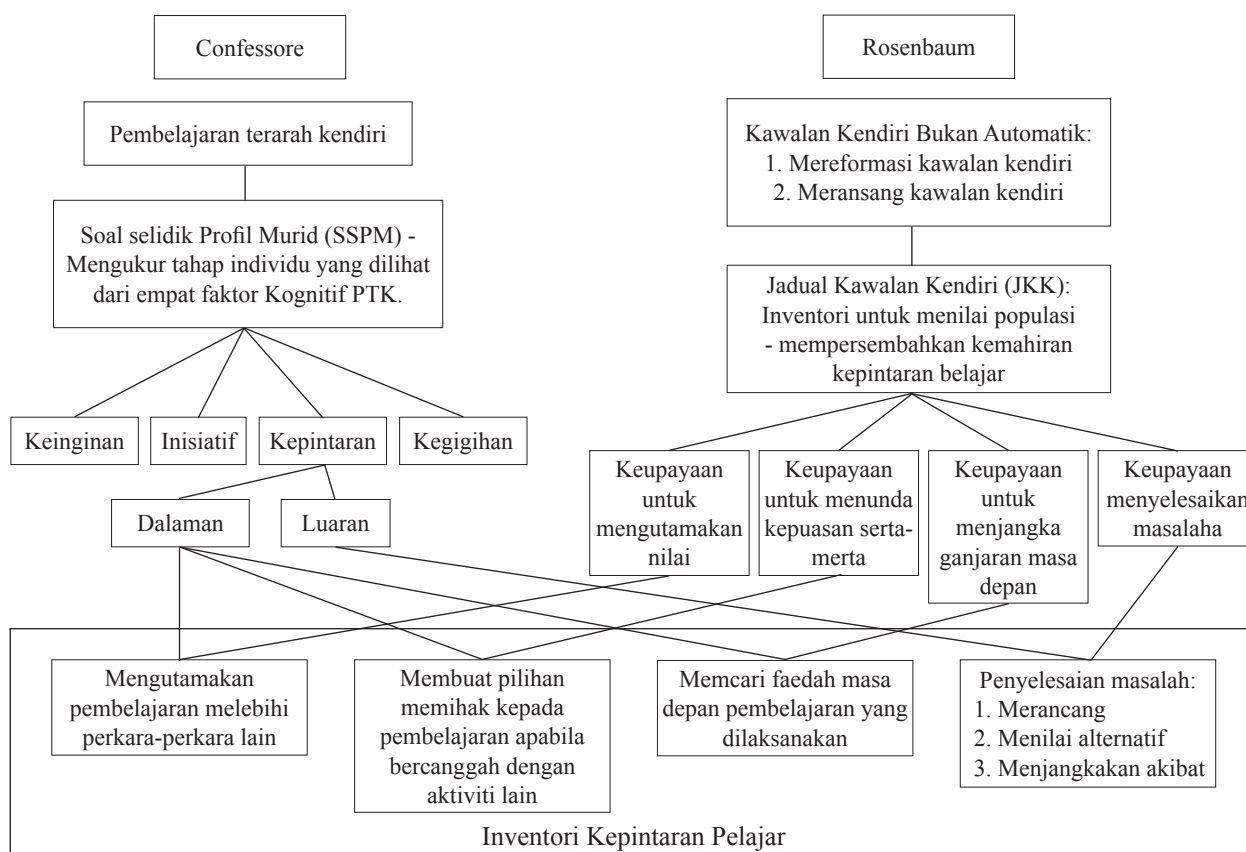 Confessore
Rosenbaum
Pembelajaran terarah kendiri
Kawalan Kendiri Bukan Automatik:
1. Mereformasi kawalan kendiri
2. Meransang kawalan kendiri
Soal selidik Profil Murid (SSPM) -
Mengukur tahap individu yang dilihat
dari empat faktor Kognitif PTK.
Jadual Kawalan Kendiri (JKK):
Inventori untuk menilai populasi
- mempersembahkan kemahiran
kepintaran belajar
Keinginan
Inisiatif
Kepintaran
Kegigihan
Keupayaan
untuk
mengutamakan
nilai
Keupayaan
untuk menunda
kepuasan serta-
merta
Keupayaan
untuk
menjangka
ganjaran masa
depan
Keupayaan
menyelesaikan
masalaha
Dalaman
Luaran
Mengutamakan
pembelajaran melebihi
perkara-perkara lain
Membuat pilihan
memihak kepada
pembelajaran apabila
bercanggah dengan
aktiviti lain
Memcari faedah masa
depan pembelajaran yang
dilaksanakan
Penyelesaian masalah:
1. Merancang
2. Menilai alternatif
3. Menjangkakan akibat
Inventori Kepintaran Pelajar